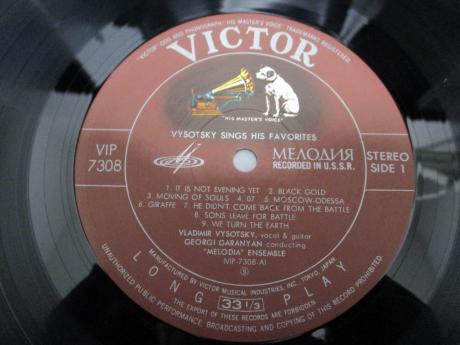 "VICTOR" DOG AND PHONOGRAPH "HIS MASTER'S VOICE" TRADEMARKS REGISTERED.
VICTOR
"HIS MASTER'S VOICE"
VYSOTSKY SINGS HIS FAVORITES
VIP
7308
МЕЛОДИЯ
RECORDED IN U.S.S.R.
STEREO
SIDE 1
1. IT IS NOT EVENING YET 2. BLACK GOLD
3. MOVING OF SOULS 4. 07 5. MOSCOW-ODESSA
6. GIRAFFE 7. HE DIDN'T COME BACK FROM THE BATTLE
8. SONS LEAVE FOR BATTLE
9. WE TURN THE EARTH
VLADIMIR VYSOTSKY, vocal & guitar
GEORGI GARANYAN conducting
"MELODIA" ENSEMBLE
(VIP-7308-A)
LONG 33 1/3 PLAY
MANUFACTURED BY VICTOR MUSICAL INDUSTRIES, INC. TOKYO, JAPAN
THE EXPORT OF THESE RECORDS ARE FORBIDDEN
UNAUTHORIZED PUBLIC PERFORMANCE, BROADCASTING AND COPYING OF THIS RECORD PROHIBITED.